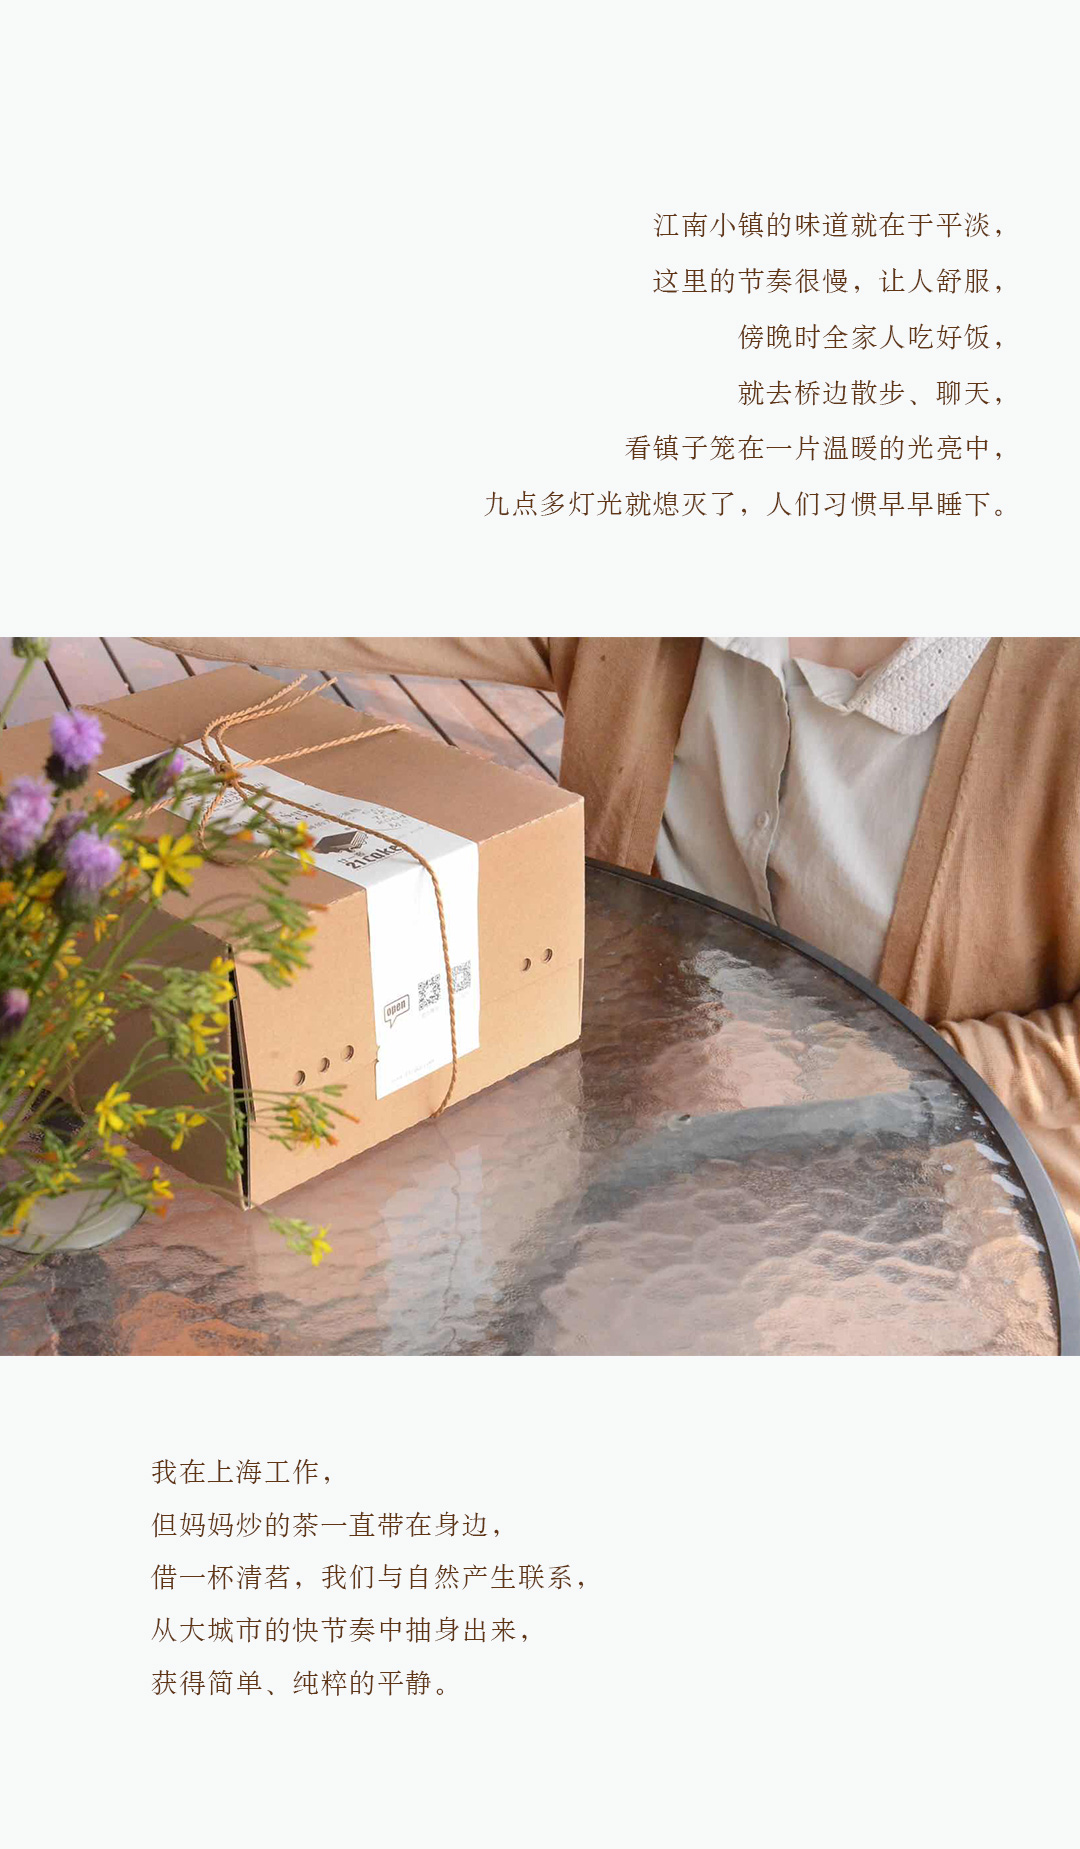 江南小镇的味道就在于平淡，
这里的节奏很慢，让人舒服，
傍晚时全家人吃好饭，
就去桥边散步、聊天，
看镇子笼在一片温暖的光亮中，
九点多灯光就熄灭了，人们习惯早早睡下。
21cake
open
我在上海工作，
但妈妈炒的茶一直带在身边，
借一杯清茗，我们与自然产生联系，
从大城市的快节奏中抽身出来，
获得简单、纯粹的平静。